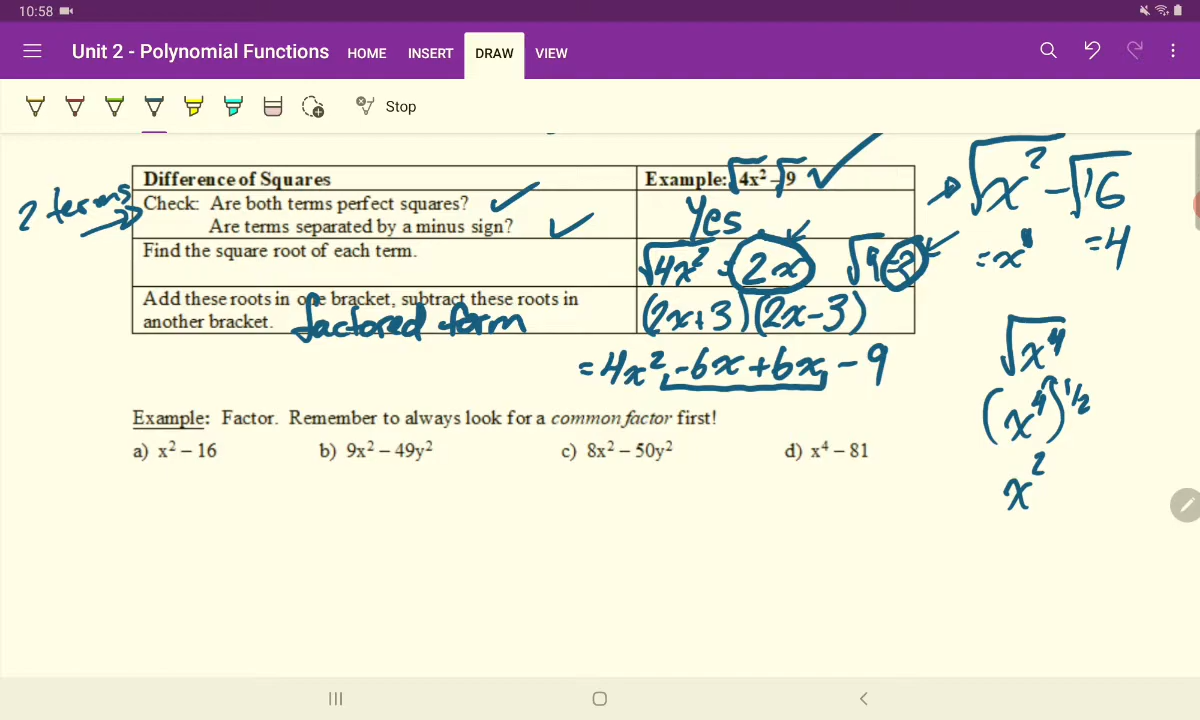 10:58
Unit 2 - Polynomial Functions HOME INSERT DRAW VIEW
Stop
Difference of Squares
Example: √4x² – √9
2 terms
Check: Are both terms perfect squares?
Are terms separated by a minus sign?
Yes
Find the square root of each term.
√4x² = 2x √9 = 3
Add these roots in one bracket, subtract these roots in
another bracket.
factored form
(2x+3)(2x-3)
= 4x² -6x +6x - 9
√x² - √16
= x = 4
√x⁴
(x⁴)^1/2
x²
Example: Factor. Remember to always look for a common factor first!
a) x² – 16 b) 9x² – 49y² c) 8x² – 50y² d) x⁴ – 81